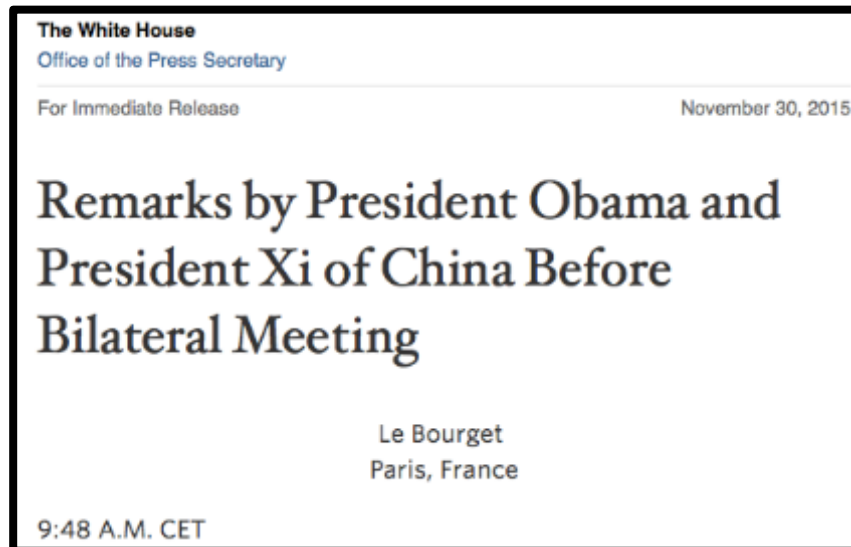 The White House
Office of the Press Secretary
For Immediate Release November 30, 2015
Remarks by President Obama and
President Xi of China Before
Bilateral Meeting
Le Bourget
Paris, France
9:48 A.M. CET